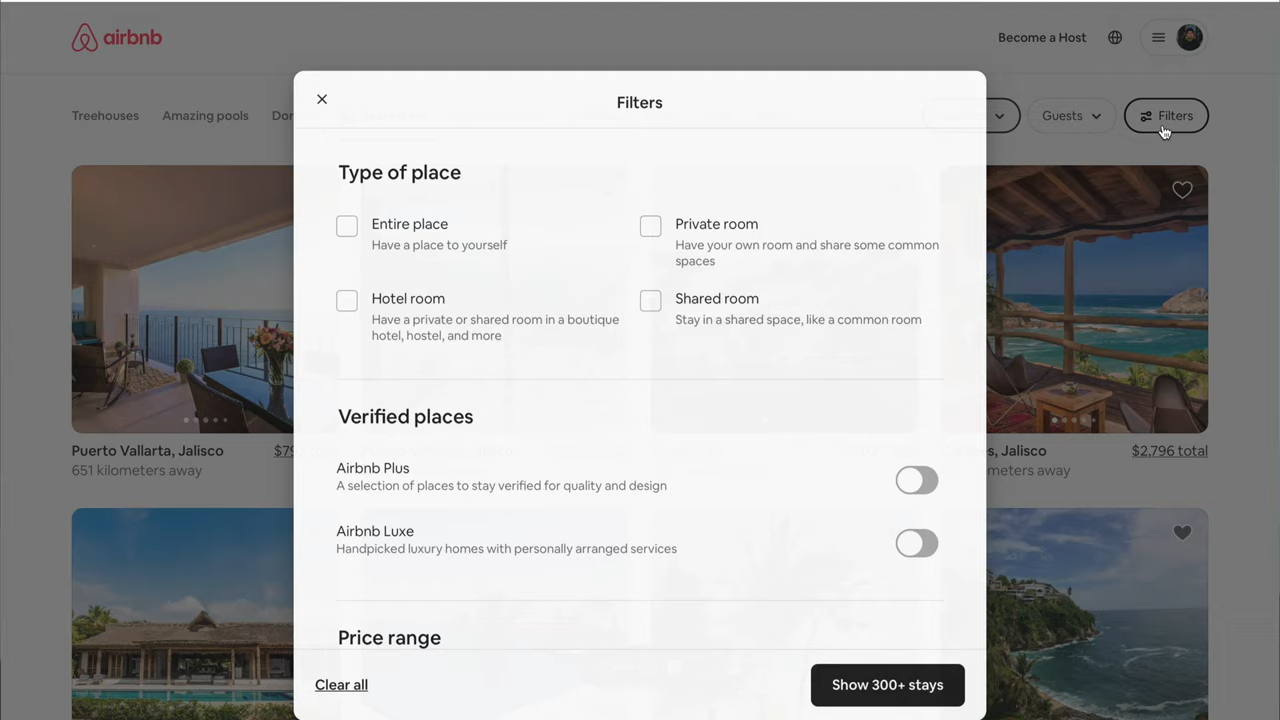 airbnb
Become a Host
Treehouses
Amazing pools
Guests
Filters
Filters
Type of place
Entire place
Have a place to yourself
Private room
Have your own room and share some common
spaces
Hotel room
Have a private or shared room in a boutique
hotel, hostel, and more
Shared room
Stay in a shared space, like a common room
Verified places
Airbnb Plus
A selection of places to stay verified for quality and design
Airbnb Luxe
Handpicked luxury homes with personally arranged services
Price range
Clear all
Show 300+ stays
Puerto Vallarta, Jalisco
651 kilometers away
Jalisco
$2,796 total
away